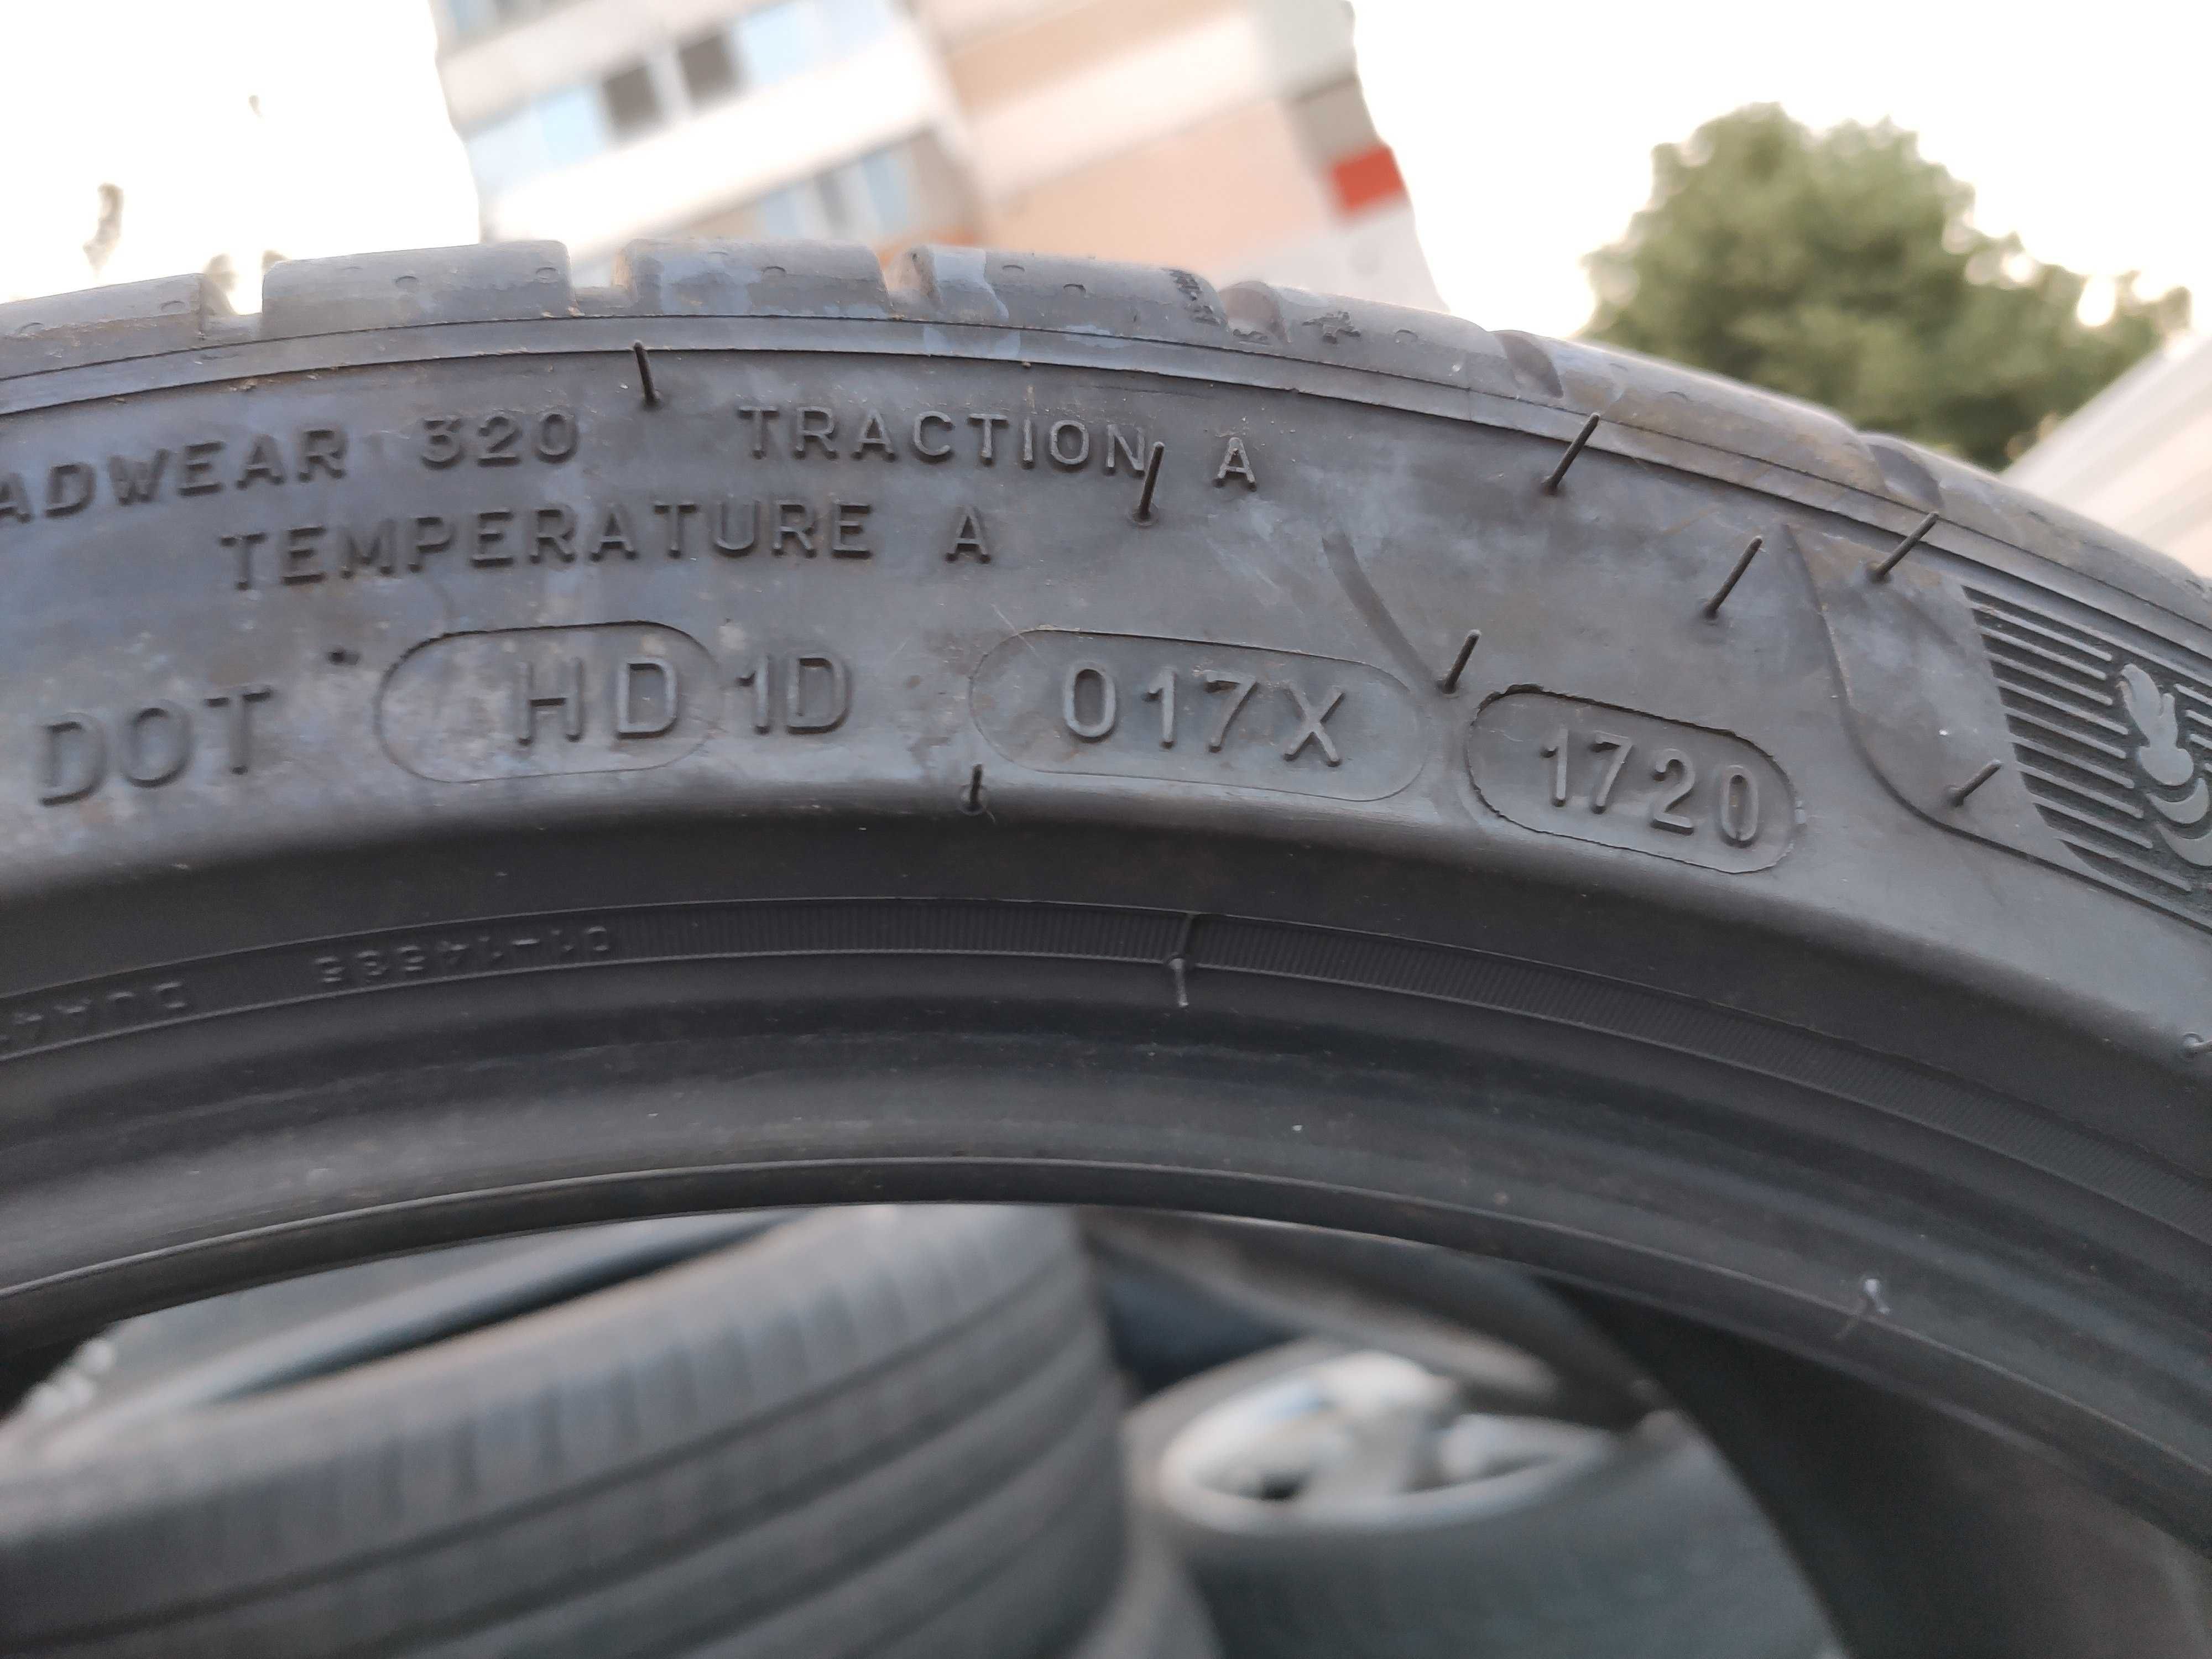 ADWEAR 320 TRACTION A
TEMPERATURE A
DOT HD 1D 017X 1720